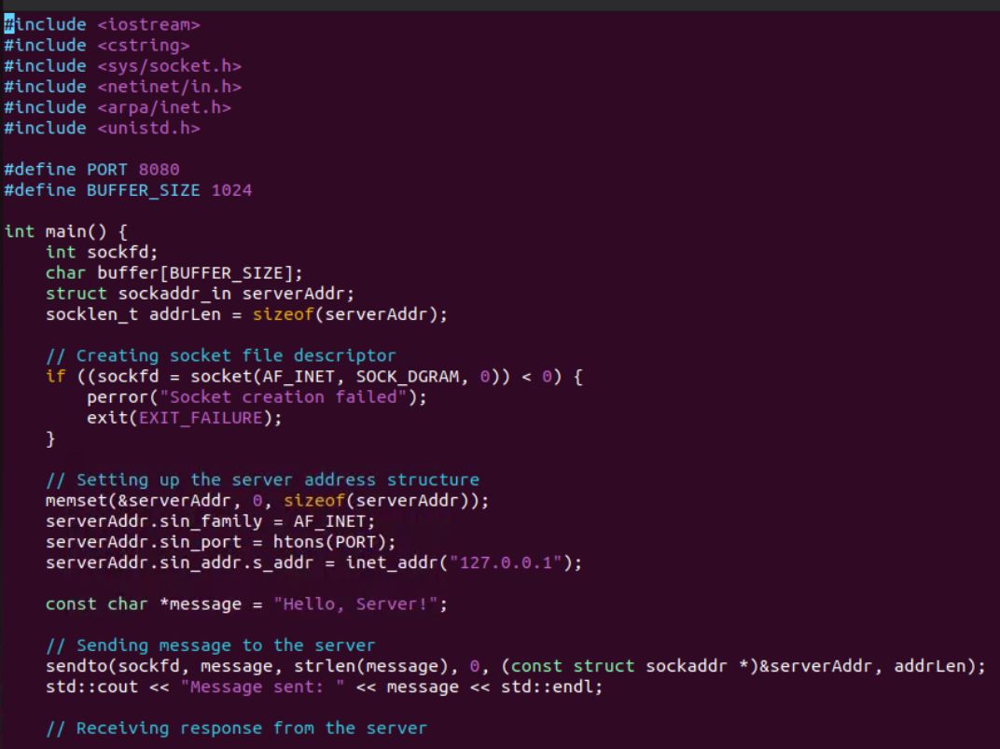 #include <iostream>
#include <cstring>
#include <sys/socket.h>
#include <netinet/in.h>
#include <arpa/inet.h>
#include <unistd.h>

#define PORT 8080
#define BUFFER_SIZE 1024

int main() {
    int sockfd;
    char buffer[BUFFER_SIZE];
    struct sockaddr_in serverAddr;
    socklen_t addrLen = sizeof(serverAddr);

    // Creating socket file descriptor
    if ((sockfd = socket(AF_INET, SOCK_DGRAM, 0)) < 0) {
        perror("Socket creation failed");
        exit(EXIT_FAILURE);
    }

    // Setting up the server address structure
    memset(&serverAddr, 0, sizeof(serverAddr));
    serverAddr.sin_family = AF_INET;
    serverAddr.sin_port = htons(PORT);
    serverAddr.sin_addr.s_addr = inet_addr("127.0.0.1");

    const char *message = "Hello, Server!";

    // Sending message to the server
    sendto(sockfd, message, strlen(message), 0, (const struct sockaddr *)&serverAddr, addrLen);
    std::cout << "Message sent: " << message << std::endl;

    // Receiving response from the server